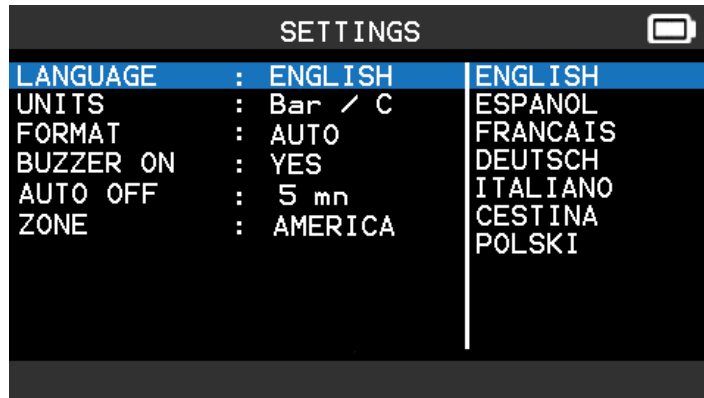 SETTINGS
LANGUAGE : ENGLISH
UNITS : Bar / C
FORMAT : AUTO
BUZZER ON : YES
AUTO OFF : 5 mn
ZONE : AMERICA
ENGLISH
ESPANOL
FRANCAIS
DEUTSCH
ITALIANO
CESTINA
POLSKI